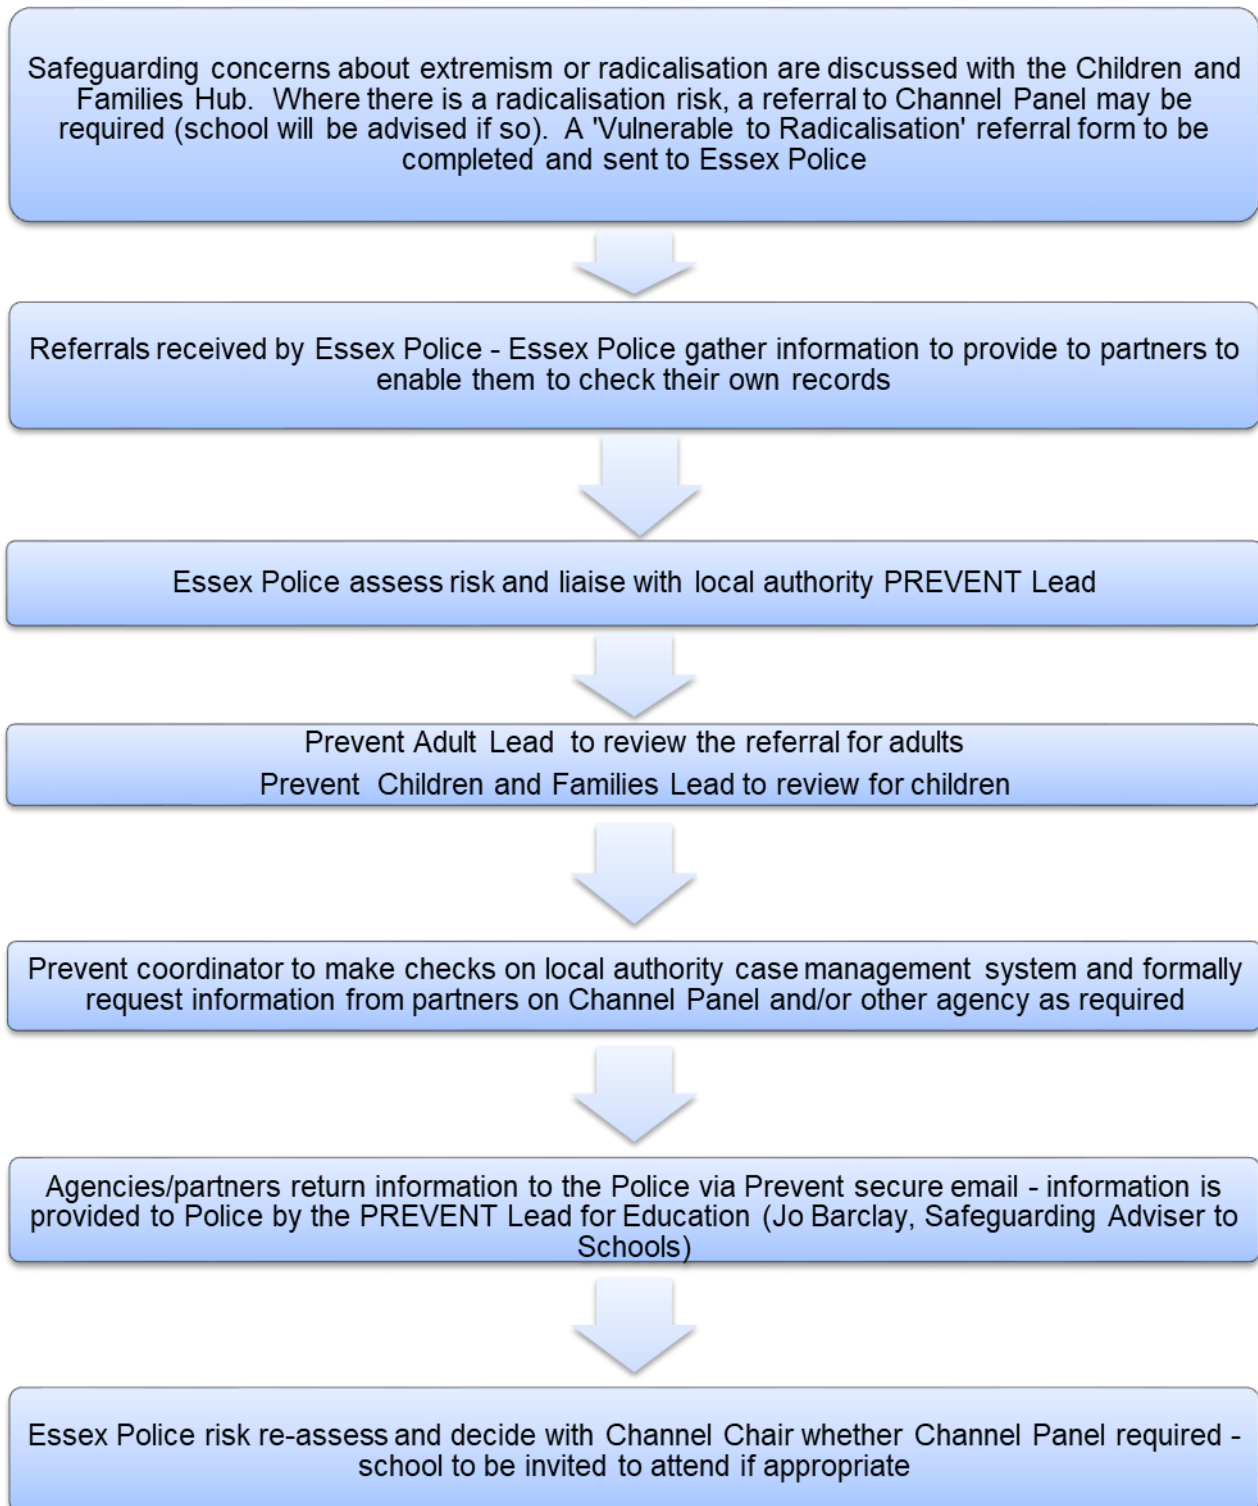 Safeguarding concerns about extremism or radicalisation are discussed with the Children and
Families Hub. Where there is a radicalisation risk, a referral to Channel Panel may be
required (school will be advised if so). A 'Vulnerable to Radicalisation' referral form to be
completed and sent to Essex Police
Referrals received by Essex Police - Essex Police gather information to provide to partners to
enable them to check their own records
Essex Police assess risk and liaise with local authority PREVENT Lead
Prevent Adult Lead to review the referral for adults
Prevent Children and Families Lead to review for children
Prevent coordinator to make checks on local authority case management system and formally
request information from partners on Channel Panel and/or other agency as required
Agencies/partners return information to the Police via Prevent secure email - information is
provided to Police by the PREVENT Lead for Education (Jo Barclay, Safeguarding Adviser to
Schools)
Essex Police risk re-assess and decide with Channel Chair whether Channel Panel required -
school to be invited to attend if appropriate